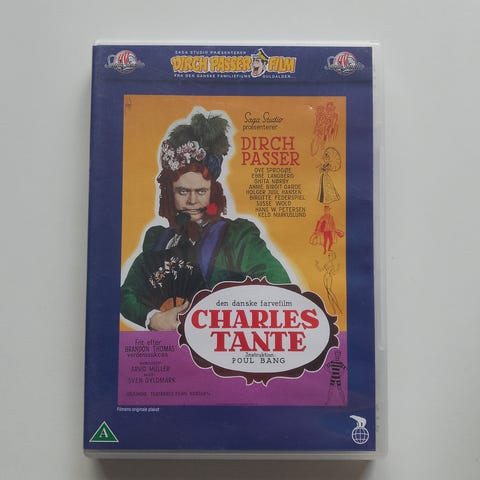 SAGA STUDIO PRÆSENTERER
DIRCH PASSER FILM
FRA DEN DANSKE FAMILIEFILMS GULDALDER...
Saga Studio
præsenterer
DIRCH
PASSER
OVE SPROGØE
EBBE LANGBERG
GHITA NØRBY
ANNIE BIRGIT GARDE
HOLGER JUUL HANSEN
BIRGITTE FEDERSPIEL
SUSSE WOLD
HANS W. PETERSEN
KELD MARKUSLUND
den danske farvefilm
CHARLES
TANTE
Instruktion:
POUL BANG
Frit efter
BRANDON THOMAS
verdenssukces
ARVID MÜLLER
SVEN GYLDMARK
Filmens originale plakat
A